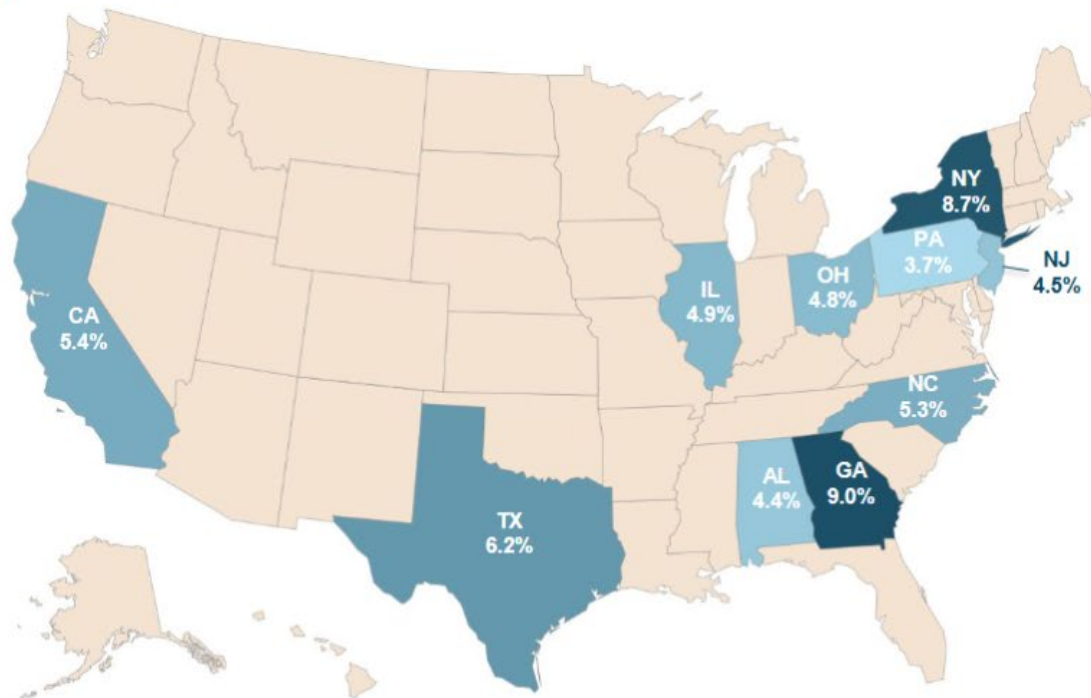 NY
8.7%
PA
3.7%
NJ
4.5%
OH
4.8%
IL
4.9%
CA
5.4%
NC
5.3%
AL
4.4%
GA
9.0%
TX
6.2%